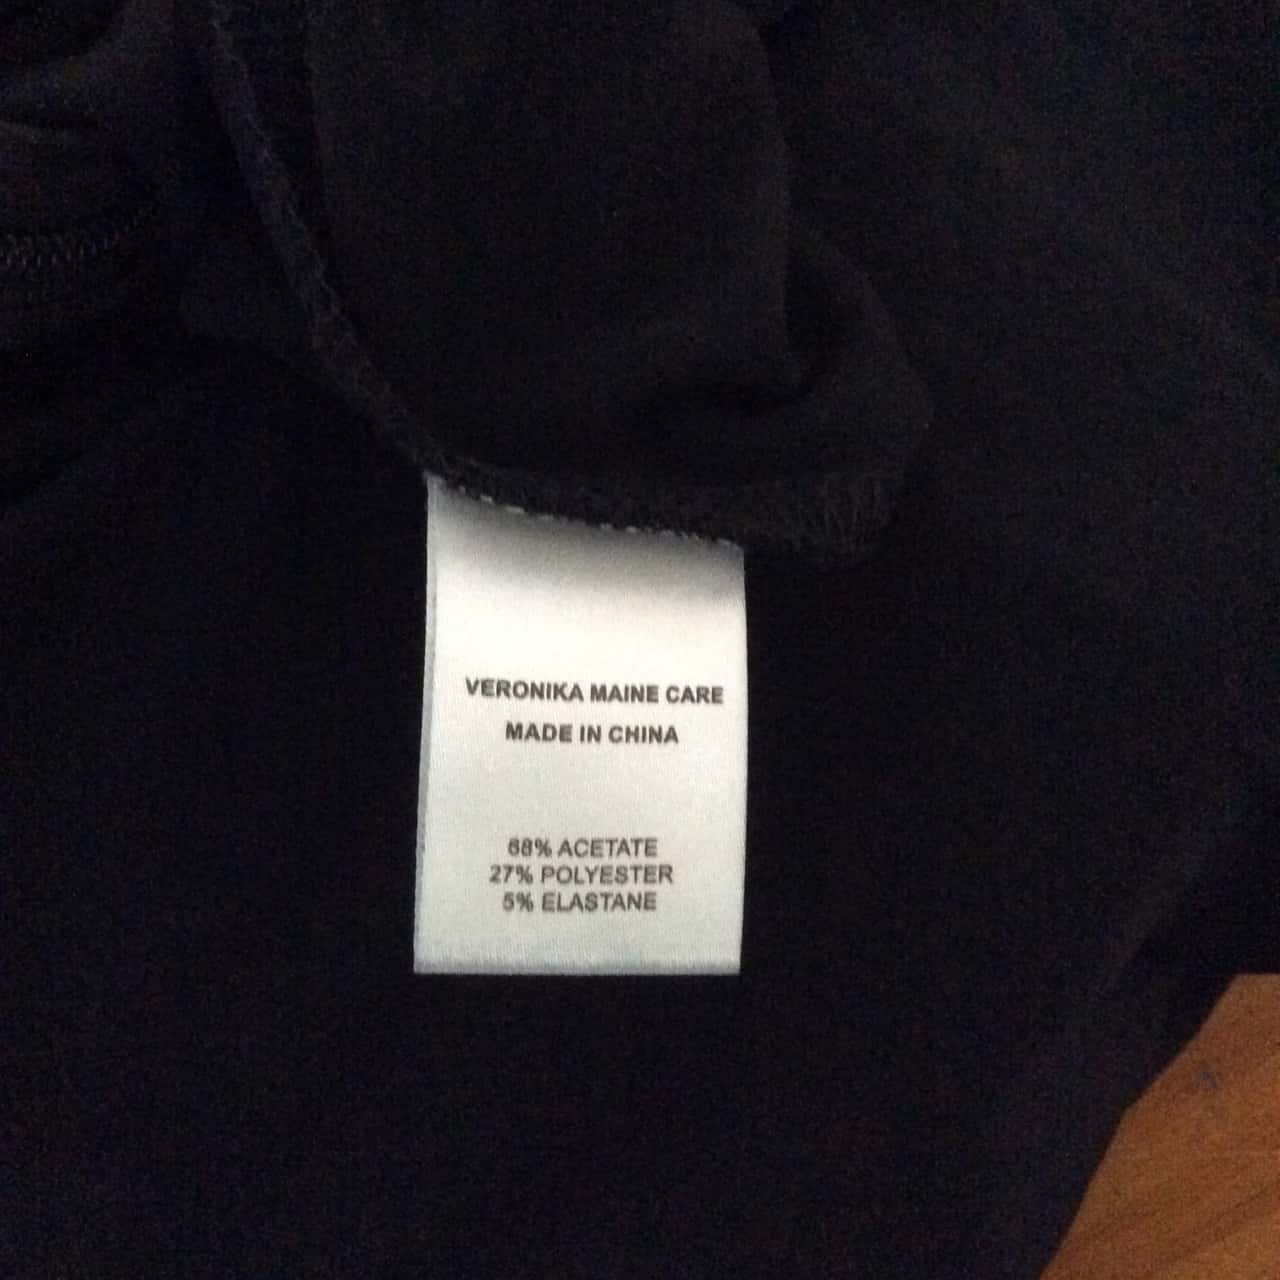 VERONIKA MAINE CARE
MADE IN CHINA
68% ACETATE
27% POLYESTER
5% ELASTANE